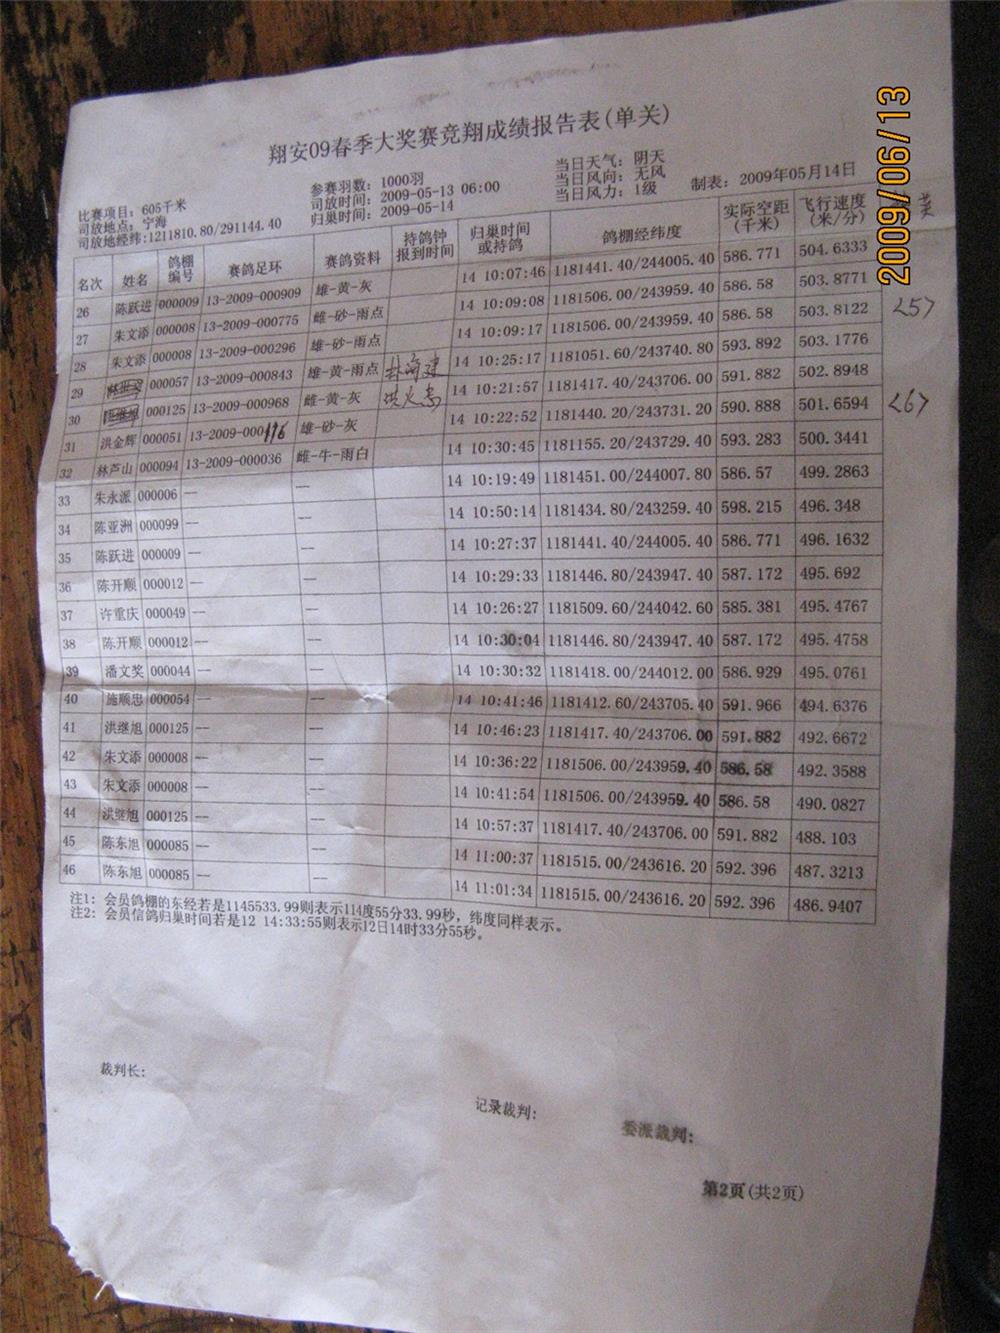 翔安09春季大奖赛竞翔成绩报告表(单关)
比赛项目: 605千米 参赛羽数: 1000羽 当日天气: 阴天
司放地点: 宁海 司放时间: 2009-05-13 06:00 当日风向: 无风
司放地经纬:1211810.80/291144.40 归巢时间: 2009-05-14 当日风力: 1级 制表: 2009年05月14日
名次 姓名 鸽棚编号 赛鸽足环 赛鸽资料 持鸽钟报到时间 归巢时间或持鸽 鸽棚经纬度 实际空距(千米) 飞行速度(米/分)
26 陈跃进 000009 13-2009-000909 雄-黄-灰 14 10:07:46 1181441.40/244005.40 586.771 504.6333
27 朱文添 000008 13-2009-000775 雌-砂-雨点 14 10:09:08 1181506.00/243959.40 586.58 503.8771
28 朱文添 000008 13-2009-000296 雄-砂-雨点 14 10:09:17 1181506.00/243959.40 586.58 503.8122 257
29 000057 13-2009-000843 雄-黄-雨点 林海建 14 10:25:17 1181051.60/243740.80 593.892 503.1776
30 000125 13-2009-000968 雌-黄-灰 14 10:21:57 1181417.40/243706.00 591.882 502.8948
31 洪金辉 000051 13-2009-000196 雄-砂-灰 14 10:22:52 1181440.20/243731.20 590.888 501.6594 267
32 林芦山 000094 13-2009-000036 雌-牛-雨白 14 10:30:45 1181155.20/243729.40 593.283 500.3441
33 朱永派 000006 — — 14 10:19:49 1181451.00/244007.80 586.57 499.2863
34 陈亚洲 000099 — — 14 10:50:14 1181434.80/243259.40 598.215 496.348
35 陈跃进 000009 — — 14 10:27:37 1181441.40/244005.40 586.771 496.1632
36 陈开顺 000012 — — 14 10:29:33 1181446.80/243947.40 587.172 495.692
37 许重庆 000049 — — 14 10:26:27 1181509.60/244042.60 585.381 495.4767
38 陈开顺 000012 — — 14 10:30:04 1181446.80/243947.40 587.172 495.4758
39 潘文奖 000044 — — 14 10:30:32 1181418.00/244012.00 586.929 495.0761
40 施顺忠 000054 — — 14 10:41:46 1181412.60/243705.40 591.966 494.6376
41 洪继旭 000125 — — 14 10:46:23 1181417.40/243706.00 591.882 492.6672
42 朱文添 000008 — — 14 10:36:22 1181506.00/243959.40 586.58 492.3588
43 朱文添 000008 — — 14 10:41:54 1181506.00/243959.40 586.58 490.0827
44 洪继旭 000125 — — 14 10:57:37 1181417.40/243706.00 591.882 488.103
45 陈东旭 000085 — — 14 11:00:37 1181515.00/243616.20 592.396 487.3213
46 陈东旭 000085 — — 14 11:01:34 1181515.00/243616.20 592.396 486.9407
注1: 会员鸽棚的东经若是1145533.99则表示114度55分33.99秒，纬度同样表示。
注2: 会员信鸽归巢时间若是12 14:33:55则表示12日14时33分55秒。
裁判长:
记录裁判:
委派裁判:
第2页(共2页)
2009/06/13